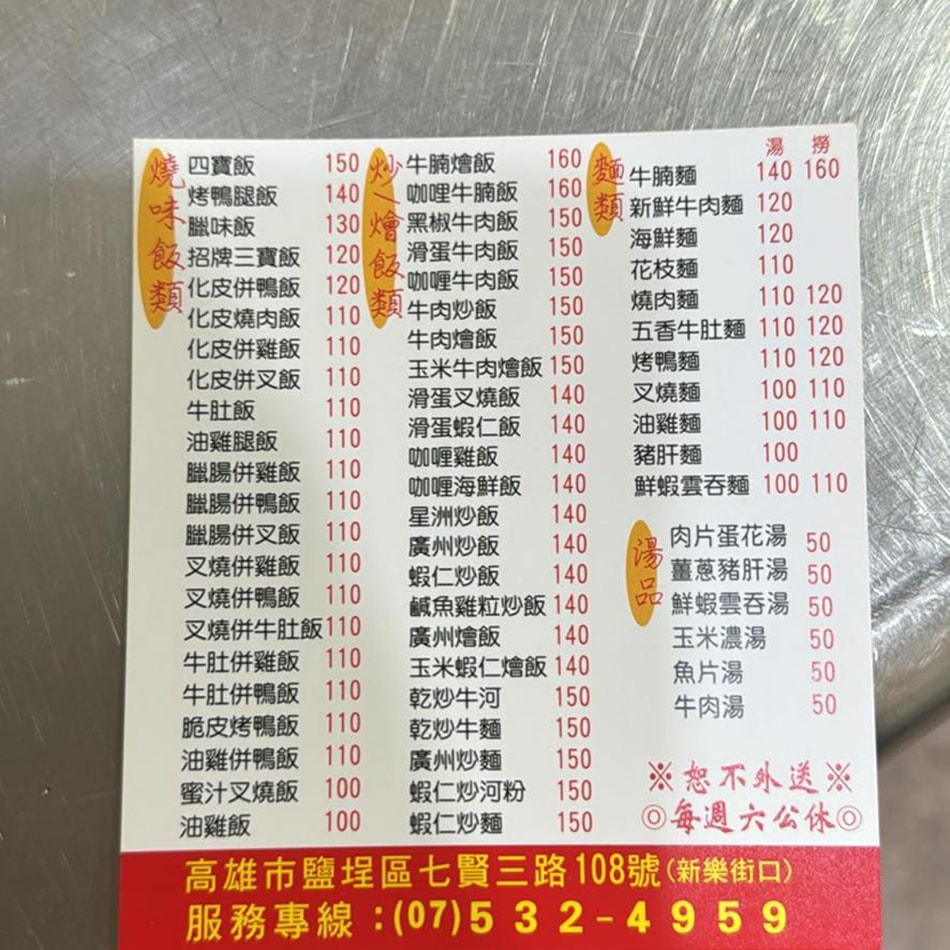 燒味飯類
四寶飯 150
烤鴨腿飯 140
臘味飯 130
招牌三寶飯 120
化皮併鴨飯 120
化皮燒肉飯 110
化皮併雞飯 110
化皮併叉飯 110
牛肚飯 110
油雞腿飯 110
臘腸併雞飯 110
臘腸併鴨飯 110
臘腸併叉飯 110
叉燒併雞飯 110
叉燒併鴨飯 110
叉燒併牛肚飯 110
牛肚併雞飯 110
牛肚併鴨飯 110
脆皮烤鴨飯 110
油雞併鴨飯 110
蜜汁叉燒飯 100
油雞飯 100
炒、燴飯類
牛腩燴飯 160
咖哩牛腩飯 160
黑椒牛肉飯 150
滑蛋牛肉飯 150
咖喱牛肉飯 150
牛肉炒飯 150
牛肉燴飯 150
玉米牛肉燴飯 150
滑蛋叉燒飯 140
滑蛋蝦仁飯 140
咖喱雞飯 140
咖喱海鮮飯 140
星洲炒飯 140
廣州炒飯 140
蝦仁炒飯 140
鹹魚雞粒炒飯 140
廣州燴飯 140
玉米蝦仁燴飯 140
乾炒牛河 150
乾炒牛麵 150
廣州炒麵 150
蝦仁炒河粉 150
蝦仁炒麵 150
麵類
湯 撈
牛腩麵 140 160
新鮮牛肉麵 120
海鮮麵 120
花枝麵 110
燒肉麵 110 120
五香牛肚麵 110 120
烤鴨麵 110 120
叉燒麵 100 110
油雞麵 100 110
豬肝麵 100
鮮蝦雲吞麵 100 110
湯品
肉片蛋花湯 50
薑蔥豬肝湯 50
鮮蝦雲吞湯 50
玉米濃湯 50
魚片湯 50
牛肉湯 50
※恕不外送※
◎每週六公休◎
高雄市鹽埕區七賢三路108號(新樂街口)
服務專線：(07)532-4959